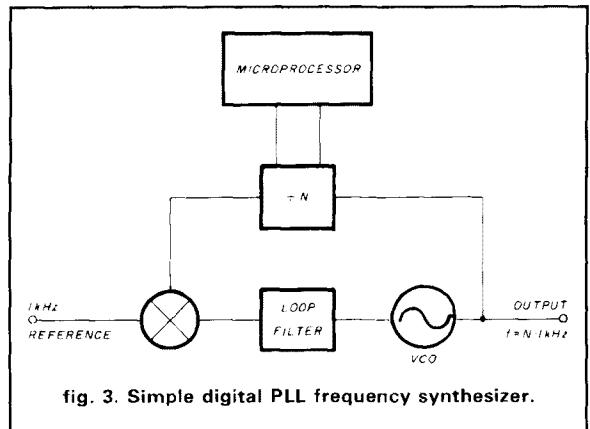 MICROPROCESSOR
÷ N
1kHz
REFERENCE
LOOP
FILTER
VCO
OUTPUT
f=N·1kHz
fig. 3. Simple digital PLL frequency synthesizer.